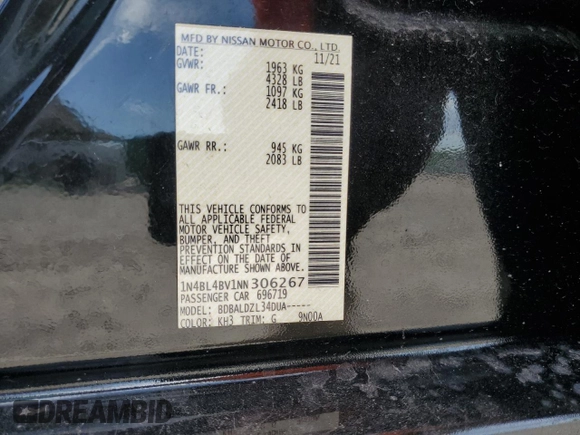 MFD BY NISSAN MOTOR CO., LTD.
DATE: 11/21
GVWR: 1963 KG
4328 LB
GAWR FR.: 1097 KG
2418 LB
GAWR RR.: 945 KG
2083 LB
THIS VEHICLE CONFORMS TO
ALL APPLICABLE FEDERAL
MOTOR VEHICLE SAFETY,
BUMPER, AND THEFT
PREVENTION STANDARDS IN
EFFECT ON THE DATE OF
MANUFACTURE SHOWN ABOVE.
1N4BL4BV1NN306267
PASSENGER CAR 696719
MODEL: BDBALDZL34DUA-----
COLOR: KH3 TRIM: G 9N00A
DREAMBID